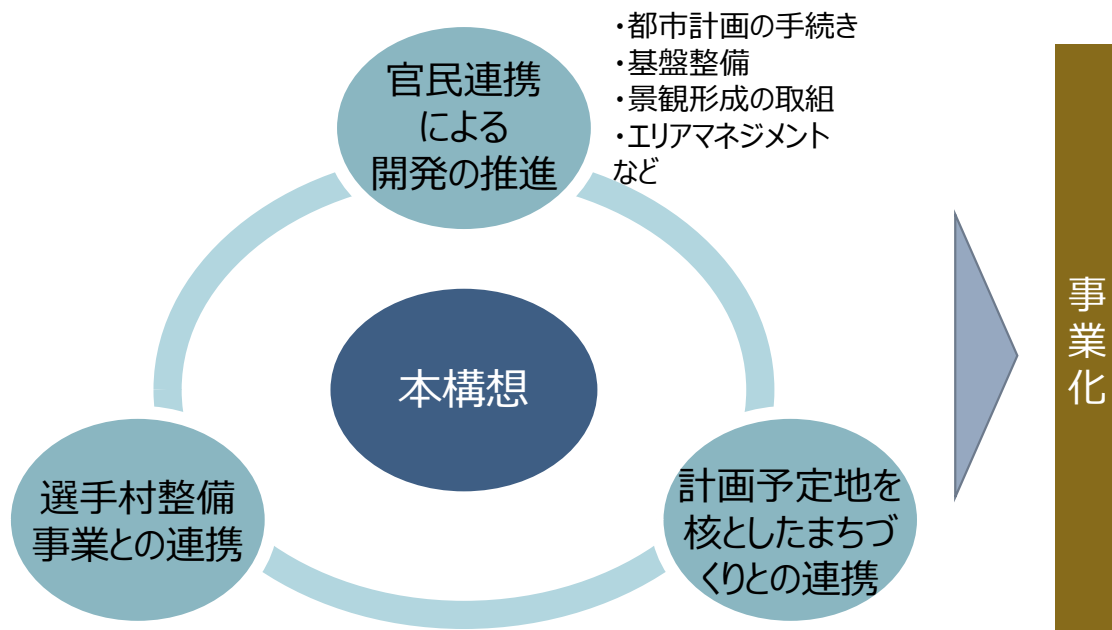 官民連携
による
開発の推進
・都市計画の手続き
・基盤整備
・景観形成の取組
・エリアマネジメント
など
本構想
選手村整備
事業との連携
計画予定地を
核としたまちづ
くりとの連携
事業化